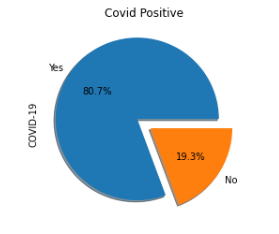 Covid Positive
Yes
80.7%
COVID-19
19.3%
No